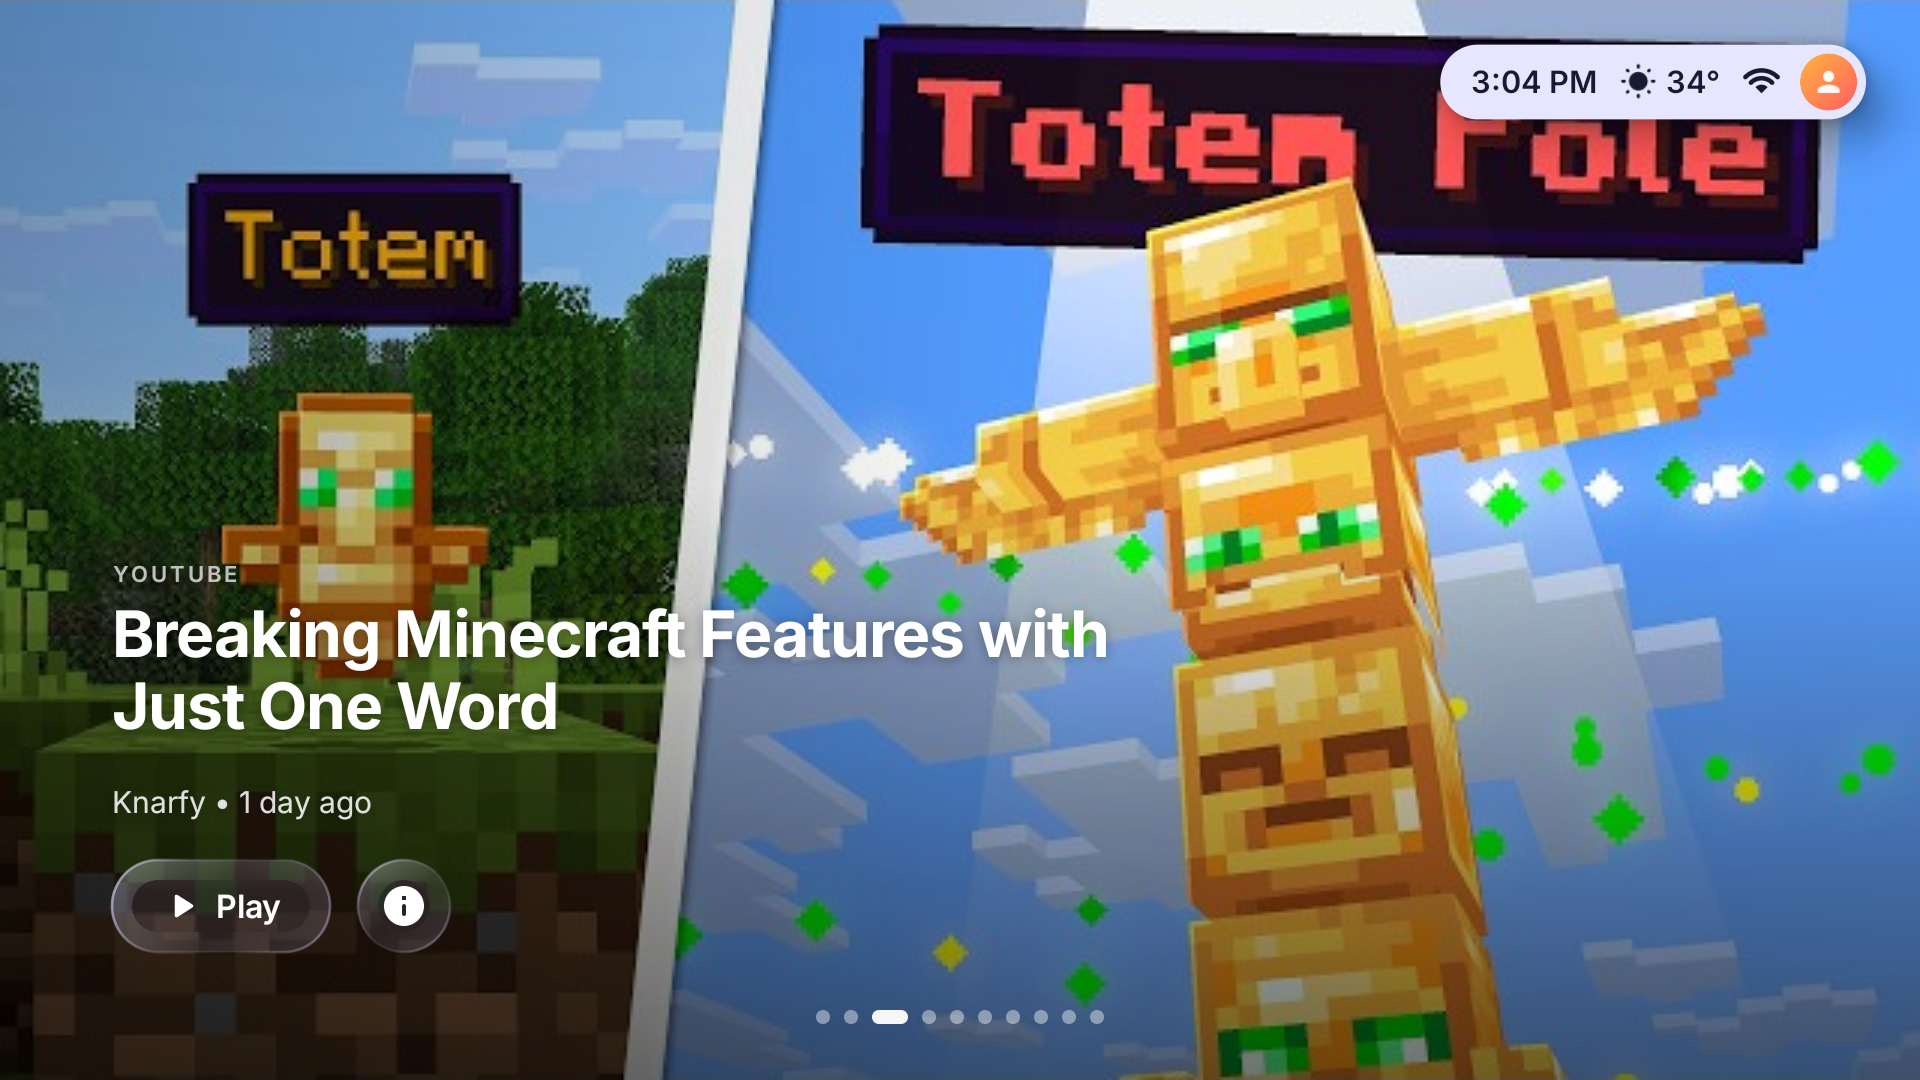 Totem Pole
3:04 PM 34°
Totem
YOUTUBE
Breaking Minecraft Features with
Just One Word
Knarfy • 1 day ago
Play